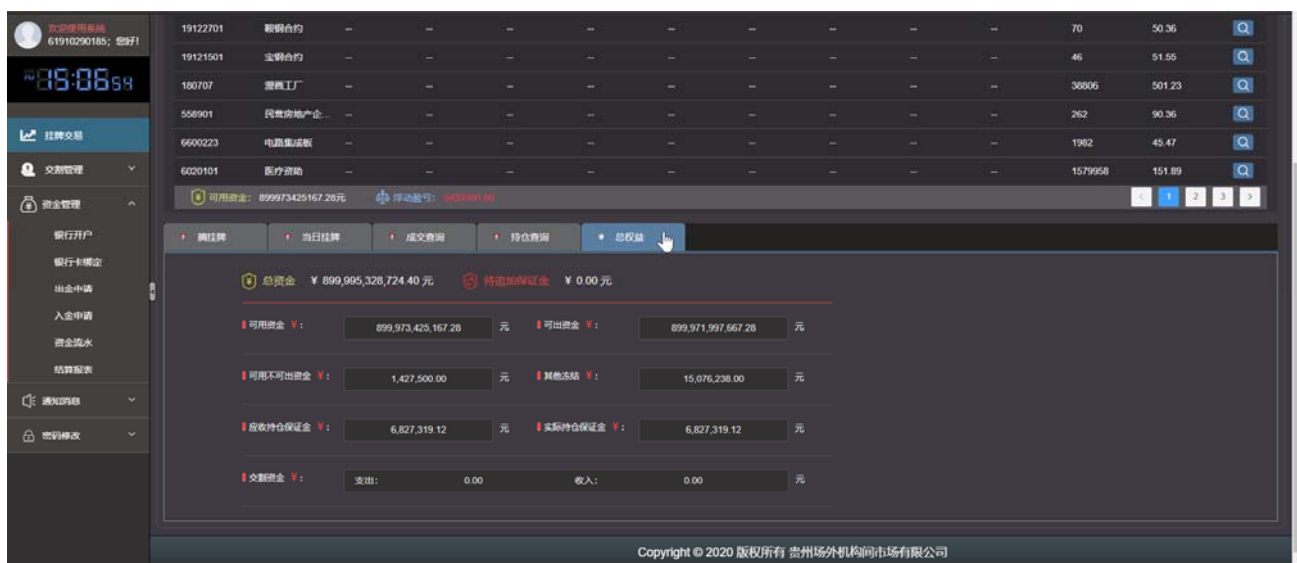 欢迎使用系统
61910290185; 您好!
PM 15:06 59
挂牌交易
交割管理
资金管理
银行开户
银行卡绑定
出金申请
入金申请
资金流水
结算报表
通知消息
密码修改
19122701 鞍钢合约 -- -- -- -- -- -- -- -- -- 70 50.36
19121501 宝钢合约 -- -- -- -- -- -- -- -- -- 46 51.55
180707 工厂 -- -- -- -- -- -- -- -- -- 38806 501.23
558901 民营房地产企... -- -- -- -- -- -- -- -- -- 262 90.36
6600223 电路集成板 -- -- -- -- -- -- -- -- -- 1982 45.47
6020101 医疗资助 -- -- -- -- -- -- -- -- -- 1579958 151.89
可用资金: 899973425167.28元 浮动盈亏:
< 1 2 3 >
摘挂牌 当日挂牌 成交查询 持仓查询 总权益
总资金 ¥ 899,995,328,724.40 元 待追加保证金 ¥ 0.00 元
可用资金 ¥: 899,973,425,167.28 元 可出资金 ¥: 899,971,997,667.28 元
可用不可出资金 ¥: 1,427,500.00 元 其他冻结 ¥: 15,076,238.00 元
应收持仓保证金 ¥: 6,827,319.12 元 实际持仓保证金 ¥: 6,827,319.12 元
交割资金 ¥: 支出: 0.00 收入: 0.00 元
Copyright © 2020 版权所有 贵州场外机构间市场有限公司